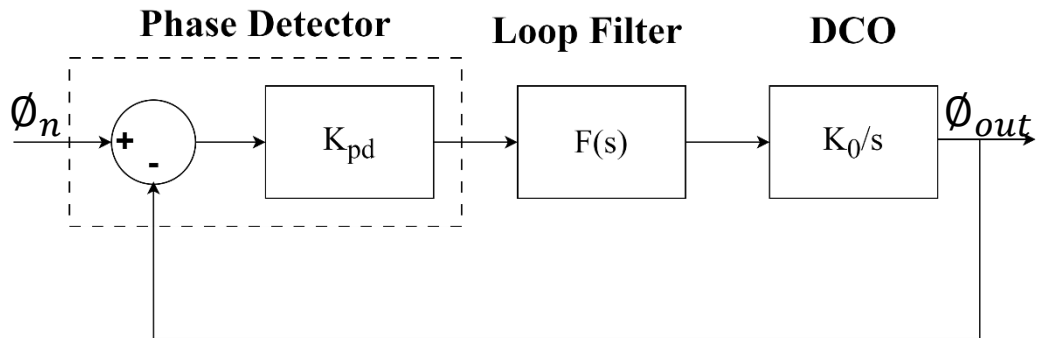 Phase Detector
Loop Filter
DCO
∅n
+
-
Kpd
F(s)
K0/s
∅out